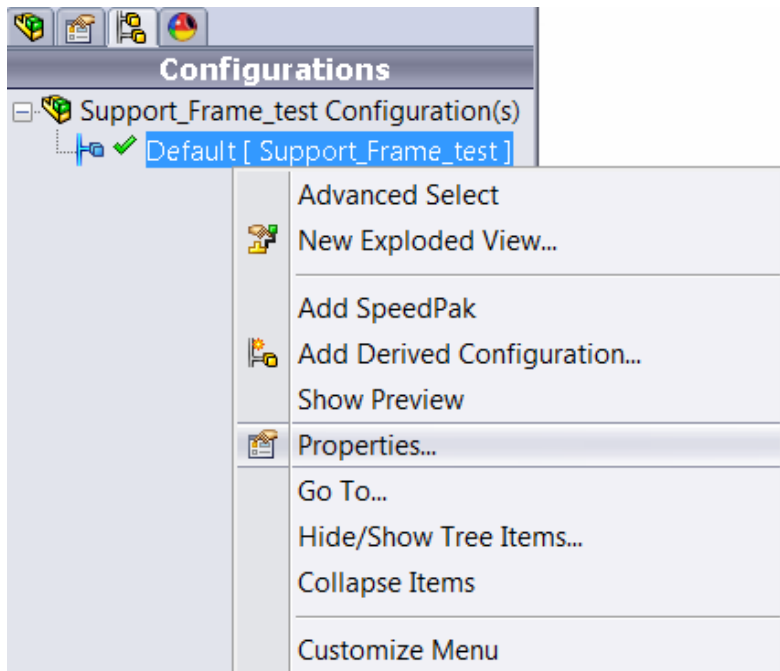 Configurations
Support_Frame_test Configuration(s)
Default [ Support_Frame_test ]
Advanced Select
New Exploded View...
Add SpeedPak
Add Derived Configuration...
Show Preview
Properties...
Go To...
Hide/Show Tree Items...
Collapse Items
Customize Menu